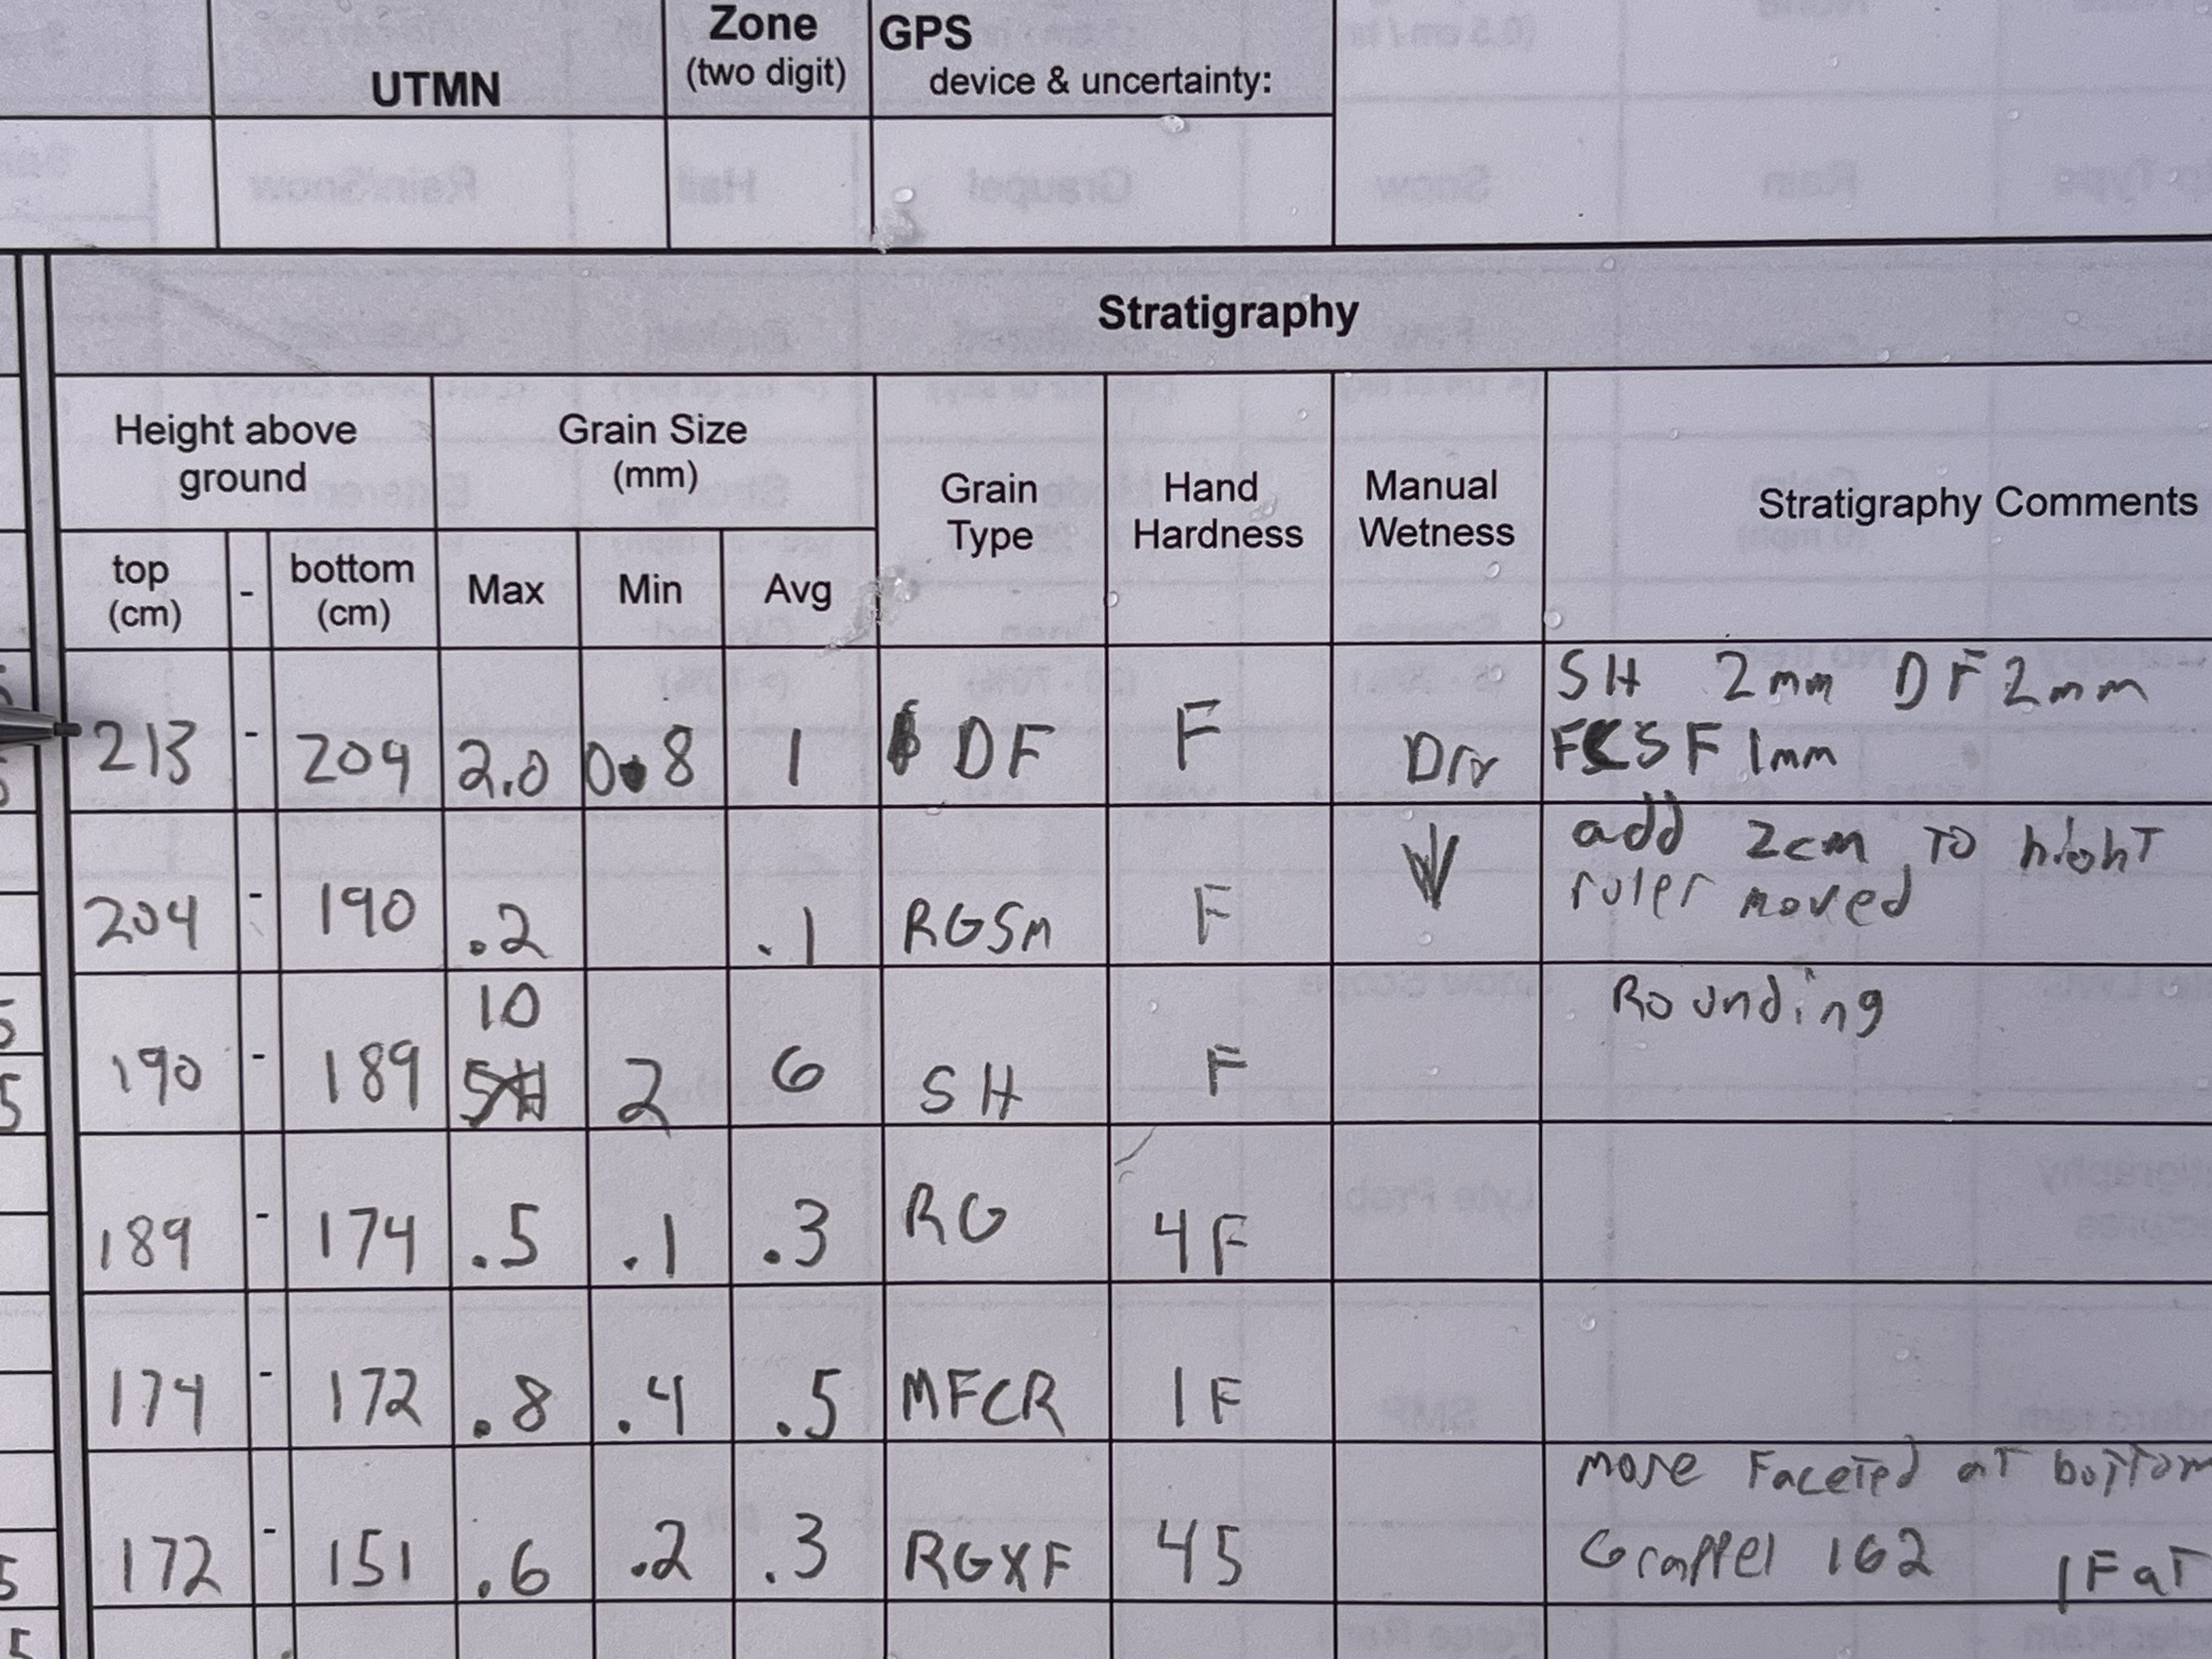 UTMN
Zone
(two digit)
GPS
device & uncertainty:
Stratigraphy
Height above ground
Grain Size (mm)
Grain Type
Hand Hardness
Manual Wetness
Stratigraphy Comments
top (cm) - bottom (cm) Max Min Avg
SH 2mm DF 2mm
213 - 209 2.0 0.8 1 DF F Dry FCSF 1mm
add 2cm to hight
204 - 190 .2 .1 RGSM F ruler moved
10
190 - 189 2 6 SH F Rounding
189 - 174 .5 .1 .3 RG 4F
174 - 172 .8 .4 .5 MFCR 1F
more Faceted at bottom
172 - 151 .6 .2 .3 RGXF Grappel 162 1F at